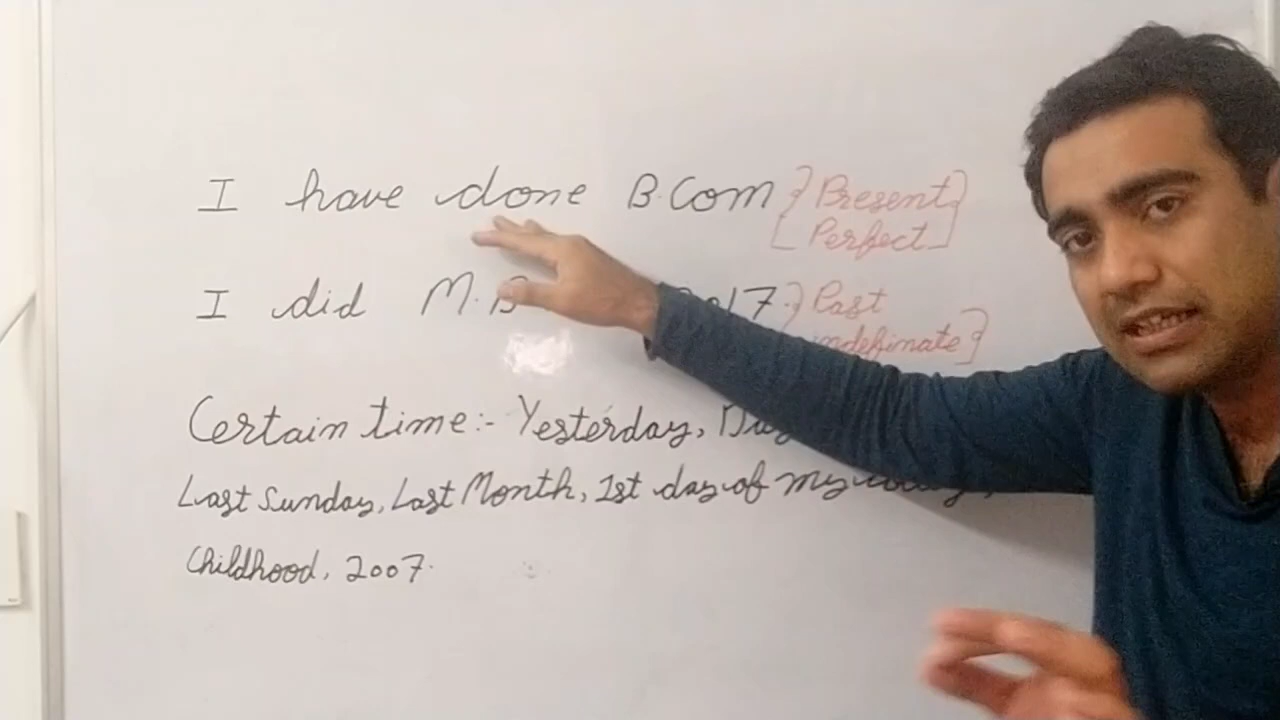 I have done B.Com } Present }
[ Perfect ]
I did M.B 2017. } Past
indefinate }
Certain time:- Yesterday,
Last Sunday, Last Month, 1st day of my
Childhood, 2007.